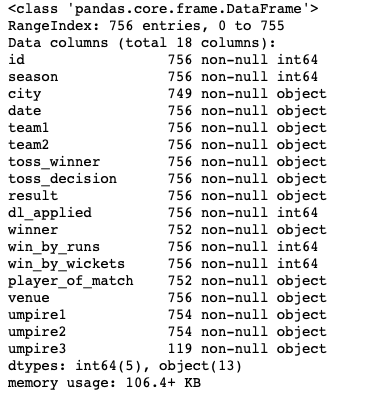 <class 'pandas.core.frame.DataFrame'>
RangeIndex: 756 entries, 0 to 755
Data columns (total 18 columns):
id                 756 non-null int64
season             756 non-null int64
city               749 non-null object
date               756 non-null object
team1              756 non-null object
team2              756 non-null object
toss_winner        756 non-null object
toss_decision      756 non-null object
result             756 non-null object
dl_applied         756 non-null int64
winner             752 non-null object
win_by_runs        756 non-null int64
win_by_wickets     756 non-null int64
player_of_match    752 non-null object
venue              756 non-null object
umpire1            754 non-null object
umpire2            754 non-null object
umpire3            119 non-null object
dtypes: int64(5), object(13)
memory usage: 106.4+ KB